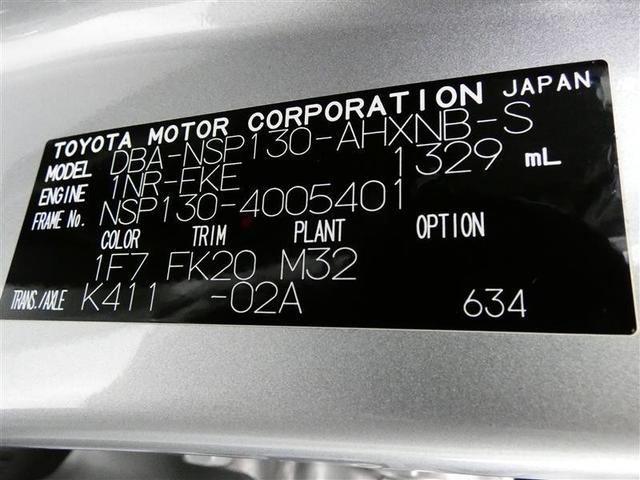 TOYOTA MOTOR CORPORATION JAPAN
MODEL DBA-NSP130-AHXNB-S
ENGINE 1NR-FKE 1329 mL
FRAME No. NSP130-4005401
COLOR TRIM PLANT OPTION
1F7 FK20 M32
TRANS./AXLE K411 -02A 634